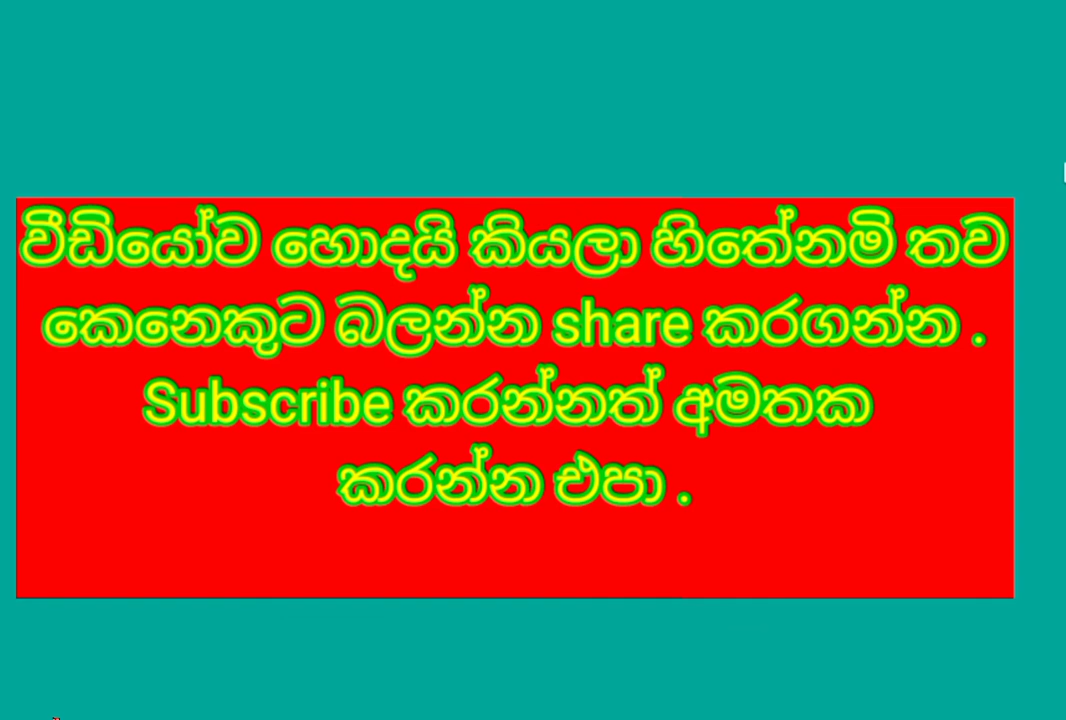 වීඩියෝව හොදයි කියලා හිතේනම් තව
කෙනෙකුට බලන්න share කරගන්න .
Subscribe කරන්නත් අමතක
කරන්න එපා .